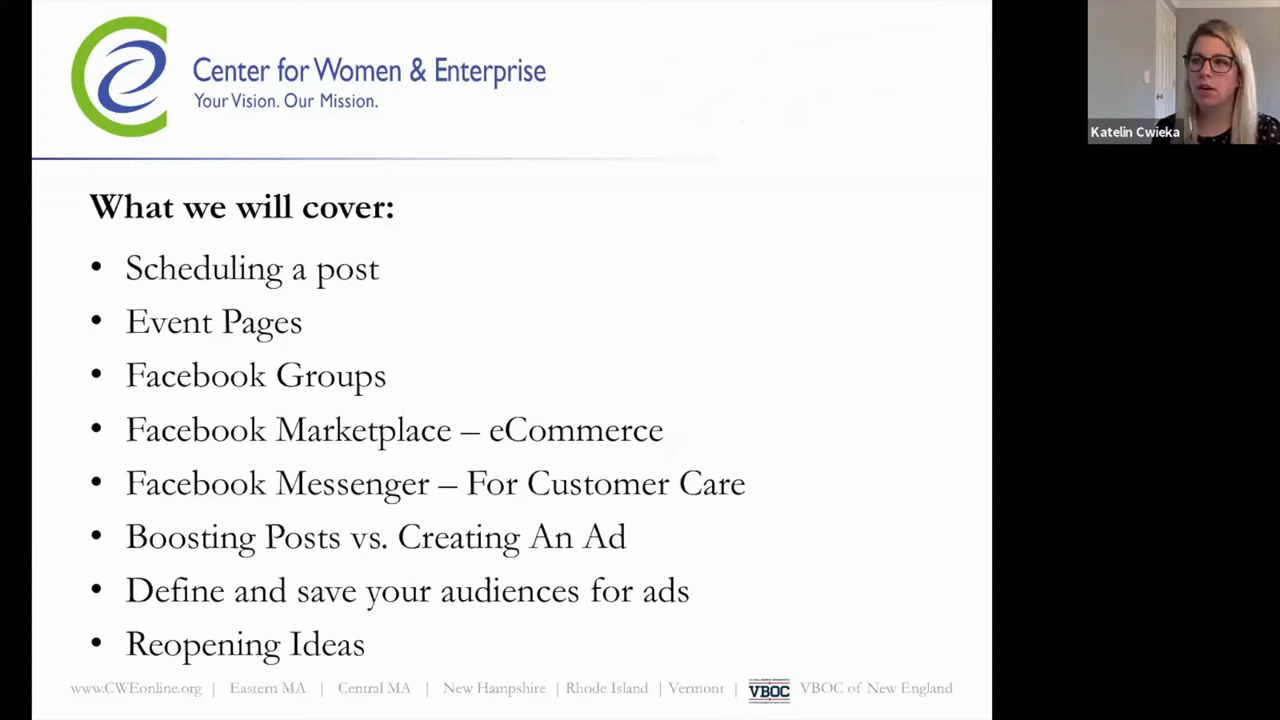 Center for Women & Enterprise
Your Vision. Our Mission.
Katelin Cwieka
What we will cover:
• Scheduling a post
• Event Pages
• Facebook Groups
• Facebook Marketplace – eCommerce
• Facebook Messenger – For Customer Care
• Boosting Posts vs. Creating An Ad
• Define and save your audiences for ads
• Reopening Ideas
www.CWEonline.org | Eastern MA | Central MA | New Hampshire | Rhode Island | Vermont | VBOC VBOC of New England